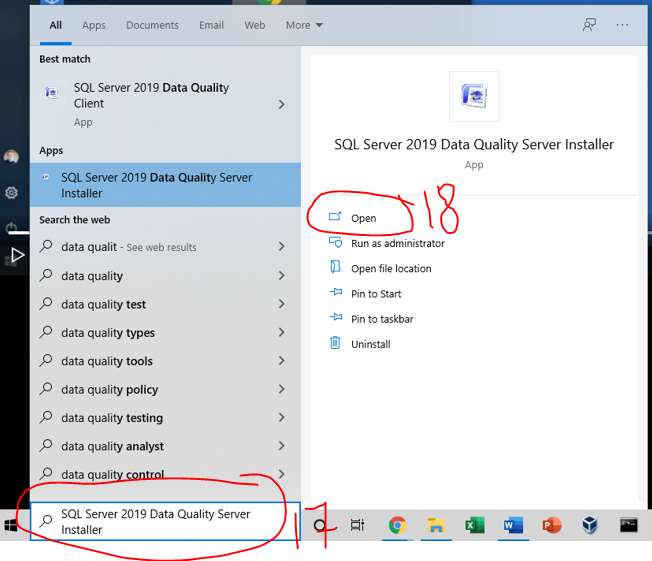 All Apps Documents Email Web More
Best match
SQL Server 2019 Data Quality
Client
App
Apps
SQL Server 2019 Data Quality Server
Installer
Search the web
data qualit - See web results
data quality
data quality test
data quality types
data quality tools
data quality policy
data quality testing
data quality analyst
data quality control
SQL Server 2019 Data Quality Server
Installer
17
SQL Server 2019 Data Quality Server Installer
App
Open
18
Run as administrator
Open file location
Pin to Start
Pin to taskbar
Uninstall